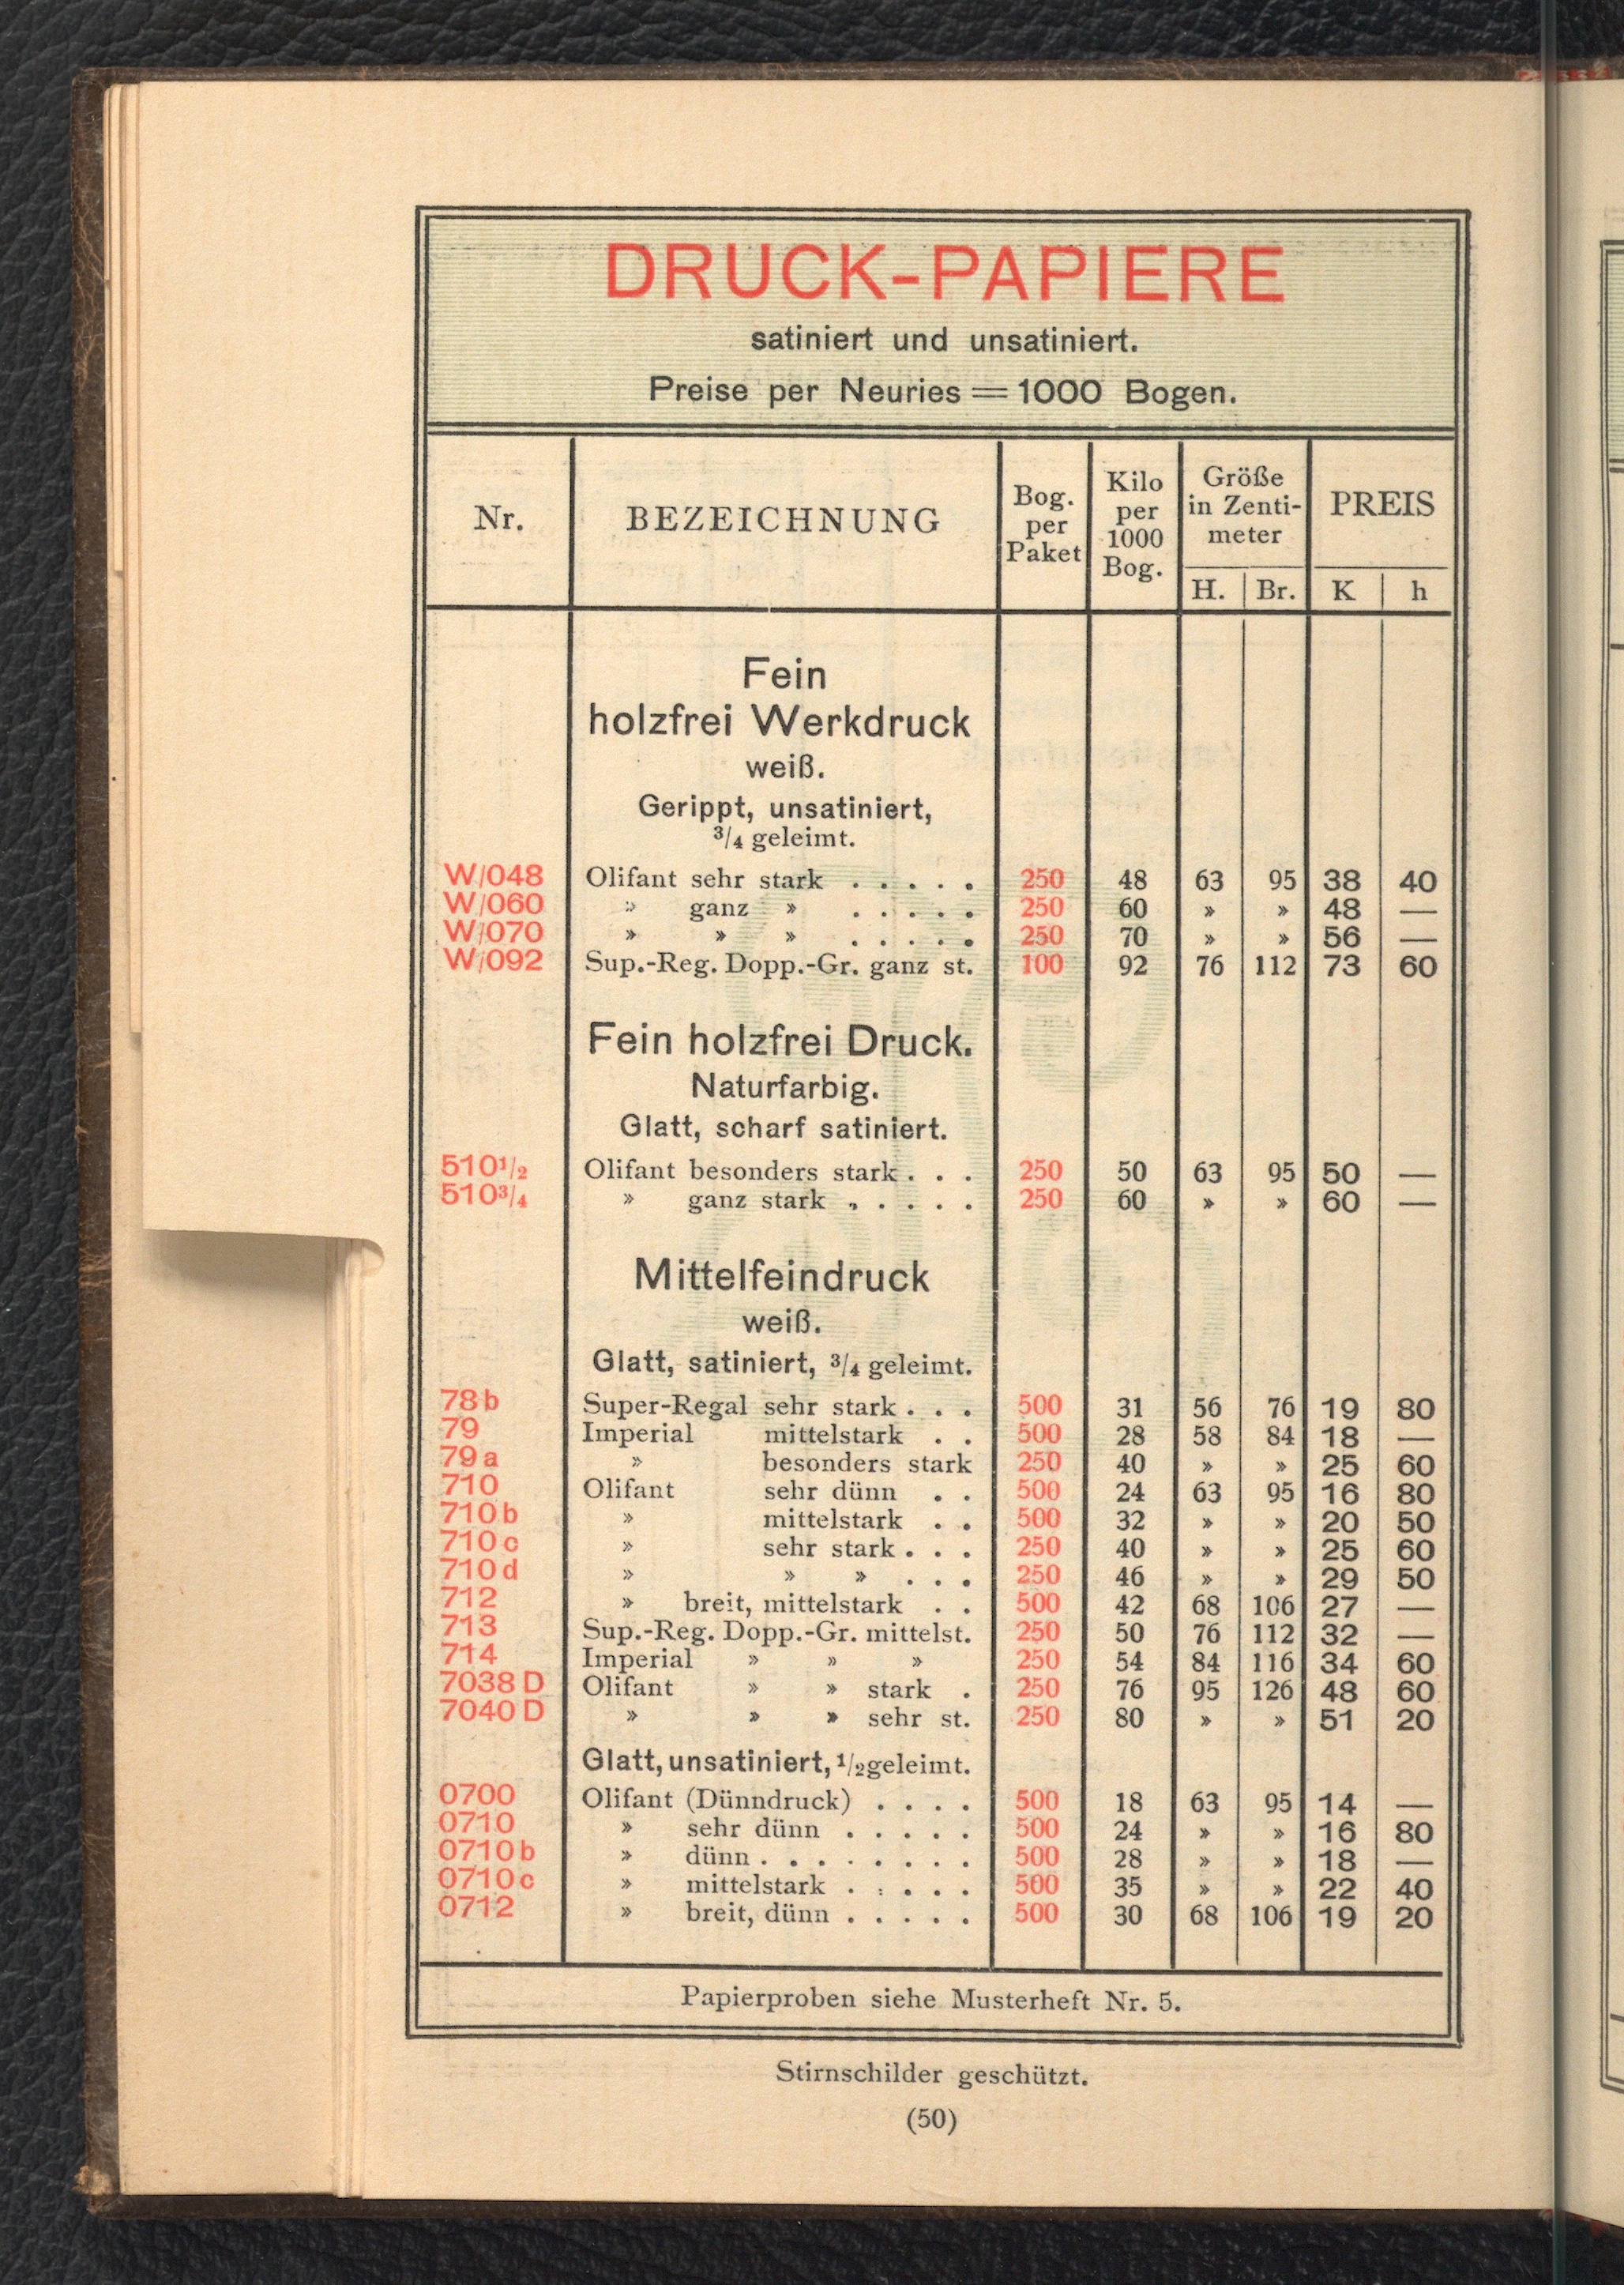 DRUCK-PAPIERE
satiniert und unsatiniert.
Preise per Neuries = 1000 Bogen.
Nr. BEZEICHNUNG Bog. per Paket Kilo per 1000 Bog. Größe in Zentimeter H. Br. PREIS K h
Fein
holzfrei Werkdruck
weiß.
Gerippt, unsatiniert,
3/4 geleimt.
W/048 Olifant sehr stark . . . . . 250 48 63 95 38 40
W/060 » ganz » . . . . . 250 60 » » 48 —
W/070 » » » . . . . . 250 70 » » 56 —
W/092 Sup.-Reg. Dopp.-Gr. ganz st. 100 92 76 112 73 60
Fein holzfrei Druck.
Naturfarbig.
Glatt, scharf satiniert.
510 1/2 Olifant besonders stark . . . 250 50 63 95 50 —
510 3/4 » ganz stark . . . . . 250 60 » » 60 —
Mittelfeindruck
weiß.
Glatt, satiniert, 3/4 geleimt.
78 b Super-Regal sehr stark . . . 500 31 56 76 19 80
79 Imperial mittelstark . . 500 28 58 84 18 —
79 a » besonders stark 250 40 » » 25 60
710 Olifant sehr dünn . . 500 24 63 95 16 80
710 b » mittelstark . . 500 32 » » 20 50
710 c » sehr stark . . . 250 40 » » 25 60
710 d » » » . . . 250 46 » » 29 50
712 » breit, mittelstark . . 500 42 68 106 27 —
713 Sup.-Reg. Dopp.-Gr. mittelst. 250 50 76 112 32 —
714 Imperial » » » 250 54 84 116 34 60
7038 D Olifant » » stark . 250 76 95 126 48 60
7040 D » » » sehr st. 250 80 » » 51 20
Glatt, unsatiniert, 1/2 geleimt.
0700 Olifant (Dünndruck) . . . . 500 18 63 95 14 —
0710 » sehr dünn . . . . . 500 24 » » 16 80
0710 b » dünn . . . . . . . . 500 28 » » 18 —
0710 c » mittelstark . . . . . 500 35 » » 22 40
0712 » breit, dünn . . . . . 500 30 68 106 19 20
Papierproben siehe Musterheft Nr. 5.
Stirnschilder geschützt.
(50)